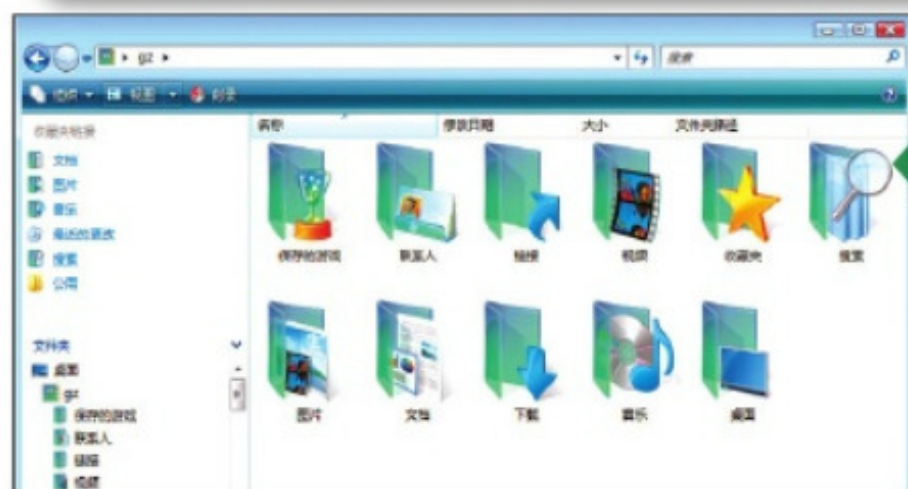 gz
搜索
组织 视图 刻录
收藏夹链接
文档
图片
音乐
最近的更改
搜索
公用
文件夹
桌面
gz
保存的游戏
联系人
链接
视频
名称 修改日期 大小 文件夹路径
保存的游戏 联系人 链接 视频 收藏夹 搜索
图片 文档 下载 音乐 桌面